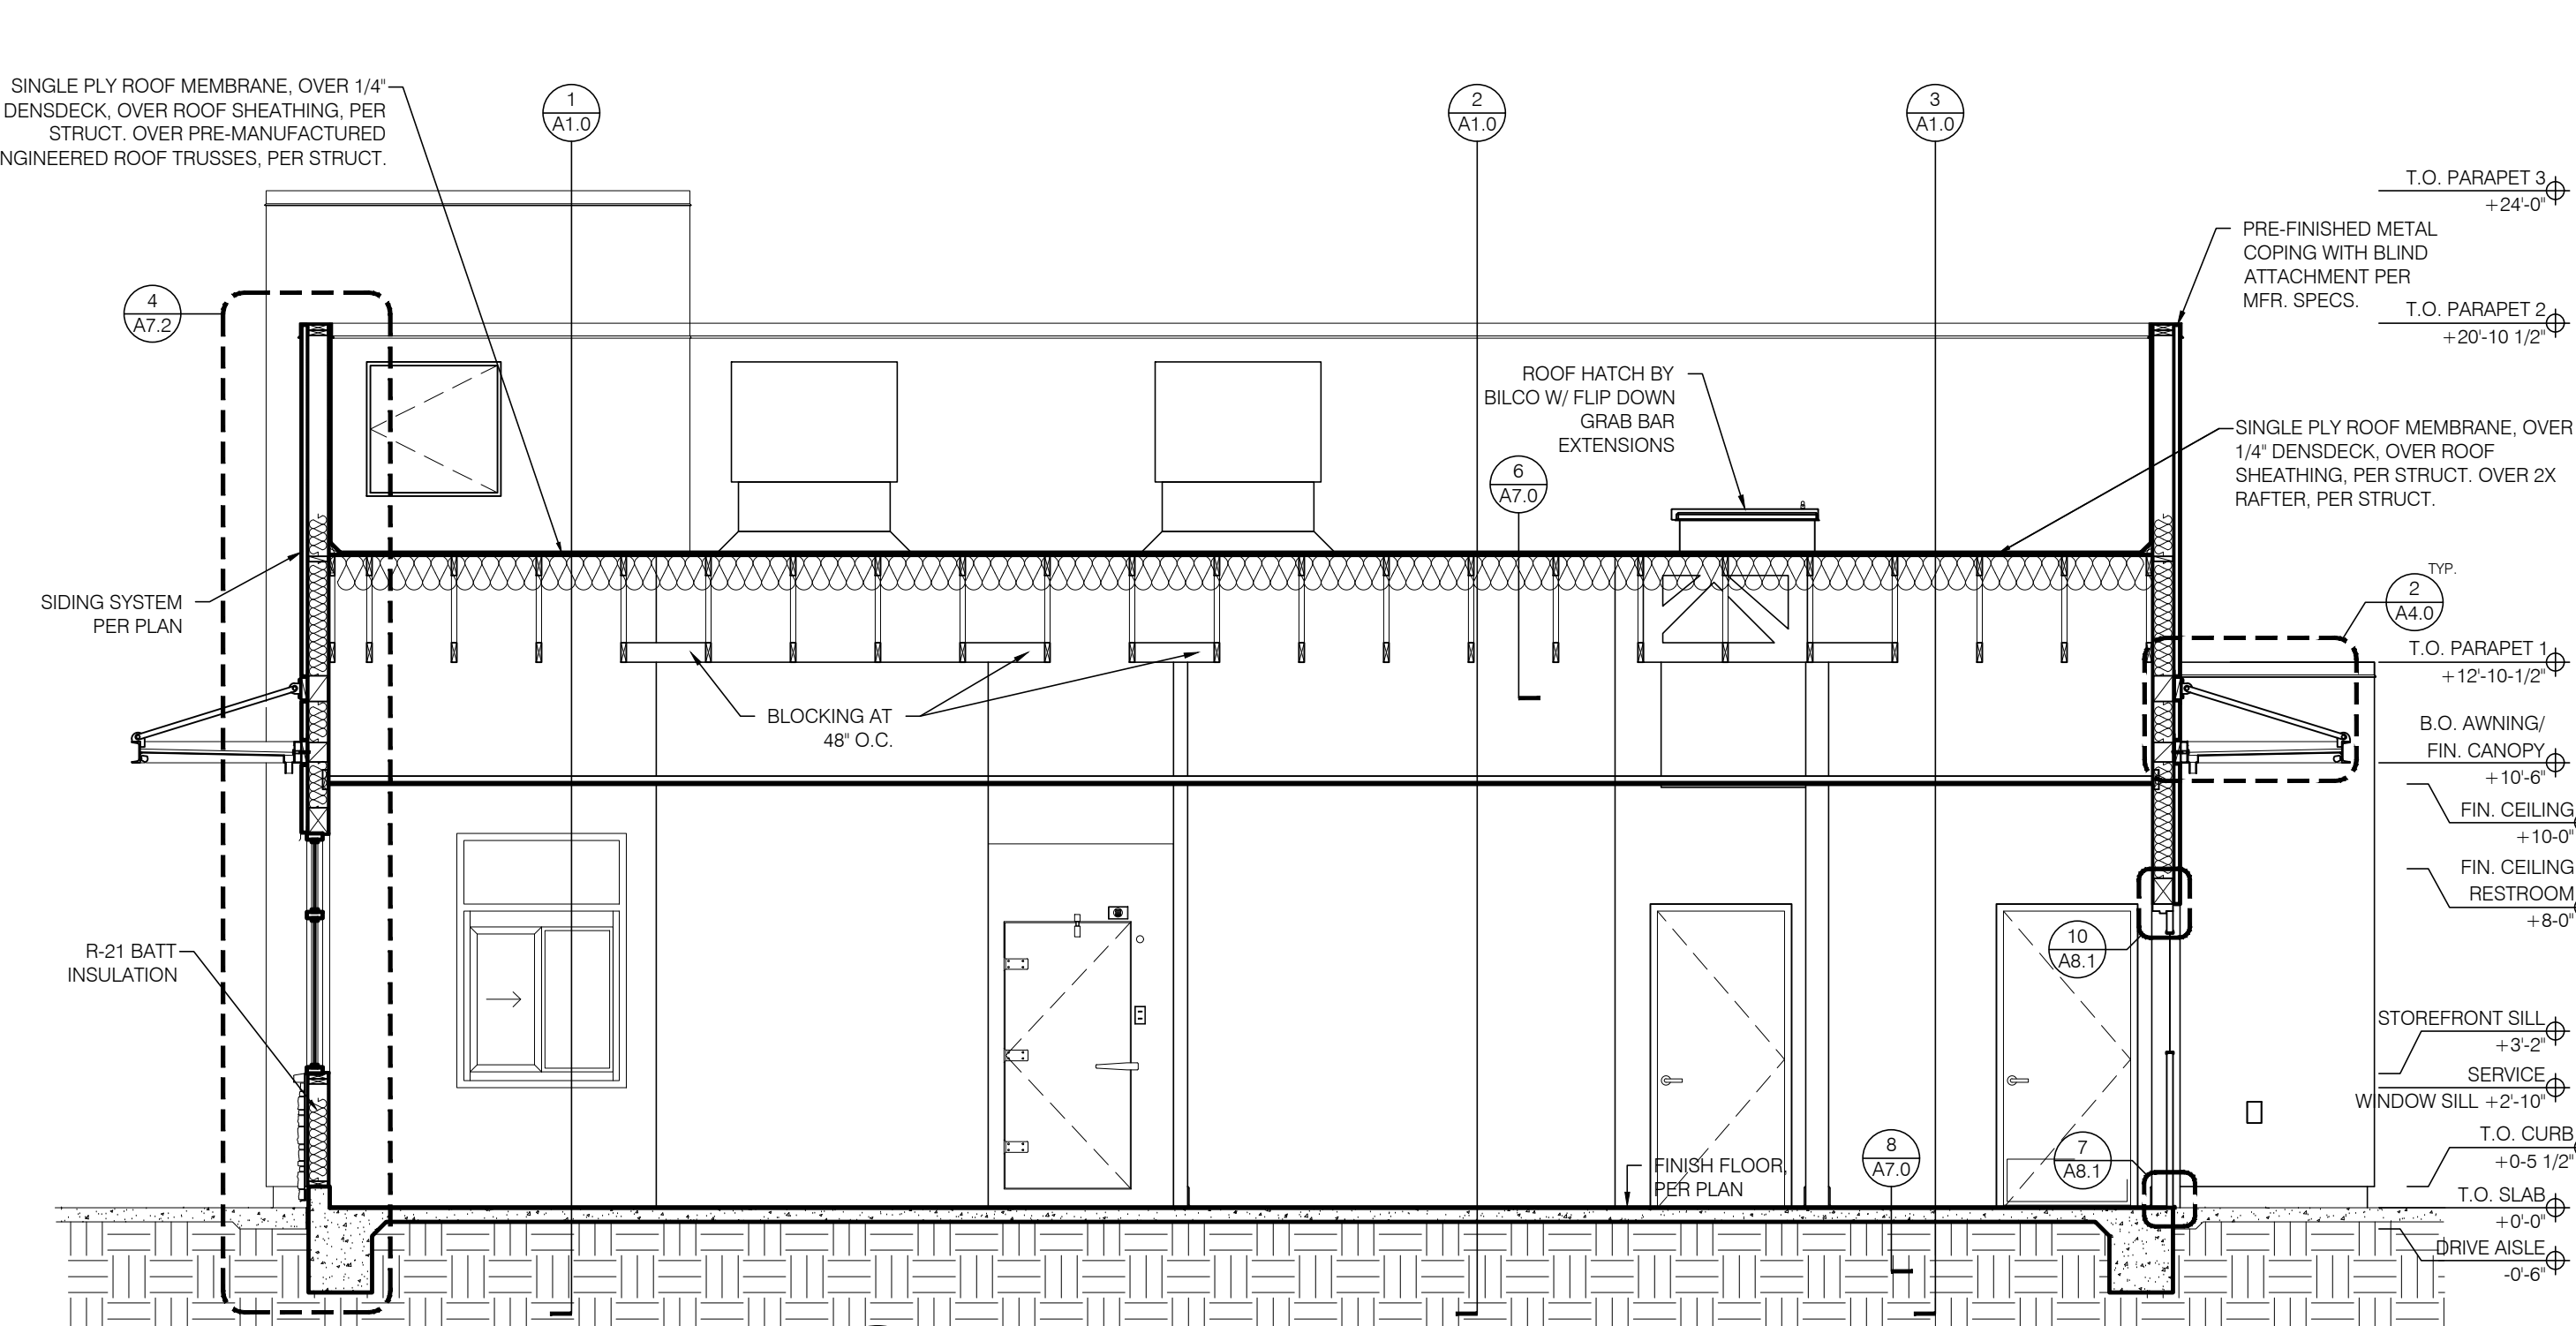 SINGLE PLY ROOF MEMBRANE, OVER 1/4"
DENSDECK, OVER ROOF SHEATHING, PER
STRUCT. OVER PRE-MANUFACTURED
NGINEERED ROOF TRUSSES, PER STRUCT.
1
A1.0
2
A1.0
3
A1.0
T.O. PARAPET 3
+24'-0"
PRE-FINISHED METAL
COPING WITH BLIND
ATTACHMENT PER
MFR. SPECS.
4
A7.2
T.O. PARAPET 2
+20'-10 1/2"
ROOF HATCH BY
BILCO W/ FLIP DOWN
GRAB BAR
EXTENSIONS
6
A7.0
SINGLE PLY ROOF MEMBRANE, OVER
1/4" DENSDECK, OVER ROOF
SHEATHING, PER STRUCT. OVER 2X
RAFTER, PER STRUCT.
SIDING SYSTEM
PER PLAN
TYP.
2
A4.0
T.O. PARAPET 1
+12'-10-1/2"
BLOCKING AT
48" O.C.
B.O. AWNING/
FIN. CANOPY
+10'-6"
FIN. CEILING
+10-0"
FIN. CEILING
RESTROOM
+8-0"
R-21 BATT
INSULATION
10
A8.1
STOREFRONT SILL
+3'-2"
SERVICE
WINDOW SILL +2'-10"
T.O. CURB
+0-5 1/2"
8
A7.0
7
A8.1
FINISH FLOOR,
PER PLAN
T.O. SLAB
+0'-0"
DRIVE AISLE
-0'-6"